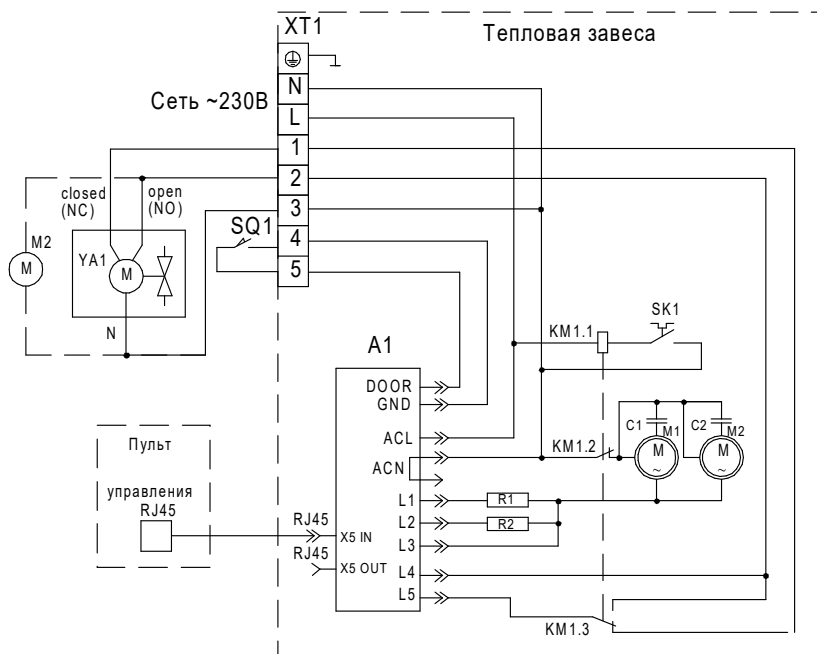 XT1
Тепловая завеса
Сеть ~230В
N
L
1
2
3
4
5
closed
(NC)
open
(NO)
SQ1
M2
M
YA1
M
N
SK1
KM1.1
A1
DOOR
GND
ACL
ACN
KM1.2
C1
M1
M
~
C2
M2
M
~
Пульт
управления
RJ45
L1
R1
L2
R2
L3
RJ45
X5 IN
RJ45
X5 OUT
L4
L5
KM1.3